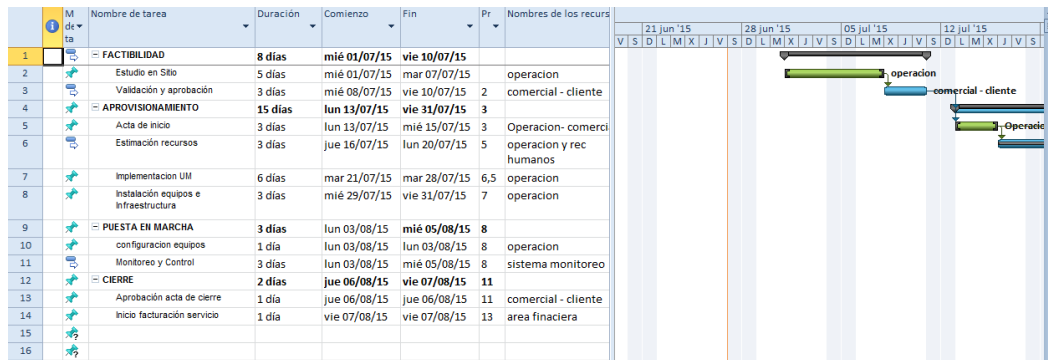 M de ta Nombre de tarea Duración Comienzo Fin Pr Nombres de los recurs
21 jun '15 28 jun '15 05 jul '15 12 jul '15
V S D L M X J V S D L M X J V S D L M X J V S D L M X J V S
1 FACTIBILIDAD 8 días mié 01/07/15 vie 10/07/15
2 Estudio en Sitio 5 días mié 01/07/15 mar 07/07/15 operacion operacion
3 Validación y aprobación 3 días mié 08/07/15 vie 10/07/15 2 comercial - cliente comercial - cliente
4 APROVISIONAMIENTO 15 días lun 13/07/15 vie 31/07/15 3
5 Acta de inicio 3 días lun 13/07/15 mié 15/07/15 3 Operacion- comerci Operacio
6 Estimación recursos 3 días jue 16/07/15 lun 20/07/15 5 operacion y rec
humanos
7 Implementacion UM 6 días mar 21/07/15 mar 28/07/15 6,5 operacion
8 Instalación equipos e 3 días mié 29/07/15 vie 31/07/15 7 operacion
Infraestructura
9 PUESTA EN MARCHA 3 días lun 03/08/15 mié 05/08/15 8
10 configuracion equipos 1 día lun 03/08/15 lun 03/08/15 8 operacion
11 Monitoreo y Control 3 días lun 03/08/15 mié 05/08/15 8 sistema monitoreo
12 CIERRE 2 días jue 06/08/15 vie 07/08/15 11
13 Aprobación acta de cierre 1 día jue 06/08/15 jue 06/08/15 11 comercial - cliente
14 Inicio facturación servicio 1 día vie 07/08/15 vie 07/08/15 13 area finaciera
15 ?
16 ?